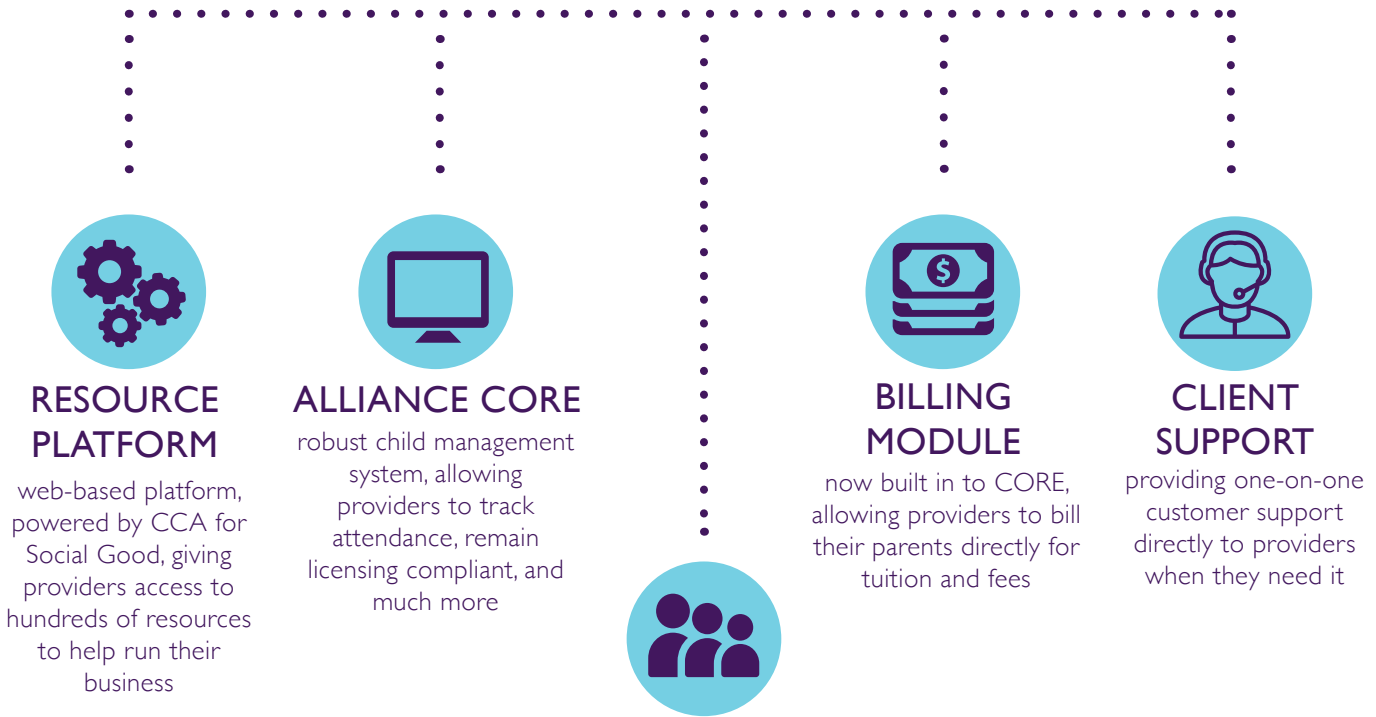 RESOURCE
PLATFORM
web-based platform,
powered by CCA for
Social Good, giving
providers access to
hundreds of resources
to help run their
business
ALLIANCE CORE
robust child management
system, allowing
providers to track
attendance, remain
licensing compliant, and
much more
BILLING
MODULE
now built in to CORE,
allowing providers to bill
their parents directly for
tuition and fees
CLIENT
SUPPORT
providing one-on-one
customer support
directly to providers
when they need it
$